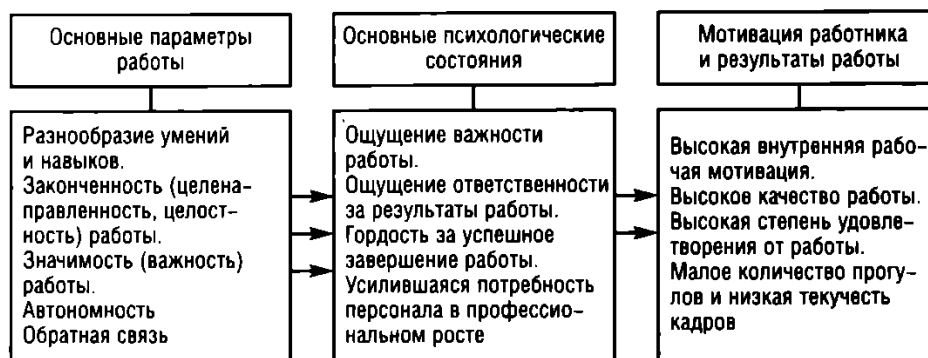 Основные параметры
работы
Разнообразие умений
и навыков.
Законченность (целена-
правленность, целост-
ность) работы.
Значимость (важность)
работы.
Автономность
Обратная связь
Основные психологические
состояния
Ощущение важности
работы.
Ощущение ответственности
за результаты работы.
Гордость за успешное
завершение работы.
Усилившаяся потребность
персонала в профессио-
нальном росте
Мотивация работника
и результаты работы
Высокая внутренняя рабо-
чая мотивация.
Высокое качество работы.
Высокая степень удовле-
творения от работы.
Малое количество прогу-
лов и низкая текучесть
кадров